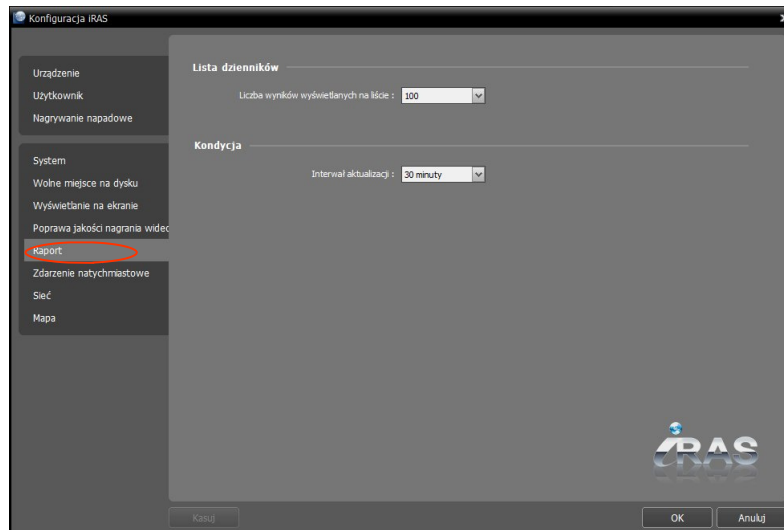 Konfiguracja iRAS
Urządzenie
Użytkownik
Nagrywanie napadowe
System
Wolne miejsce na dysku
Wyświetlanie na ekranie
Poprawa jakości nagrania widec
Raport
Zdarzenie natychmiastowe
Sieć
Mapa
Lista dzienników
Liczba wyników wyświetlanych na liście : 100
Kondycja
Interwał aktualizacji : 30 minuty
iRAS
Kasuj
OK
Anuluj